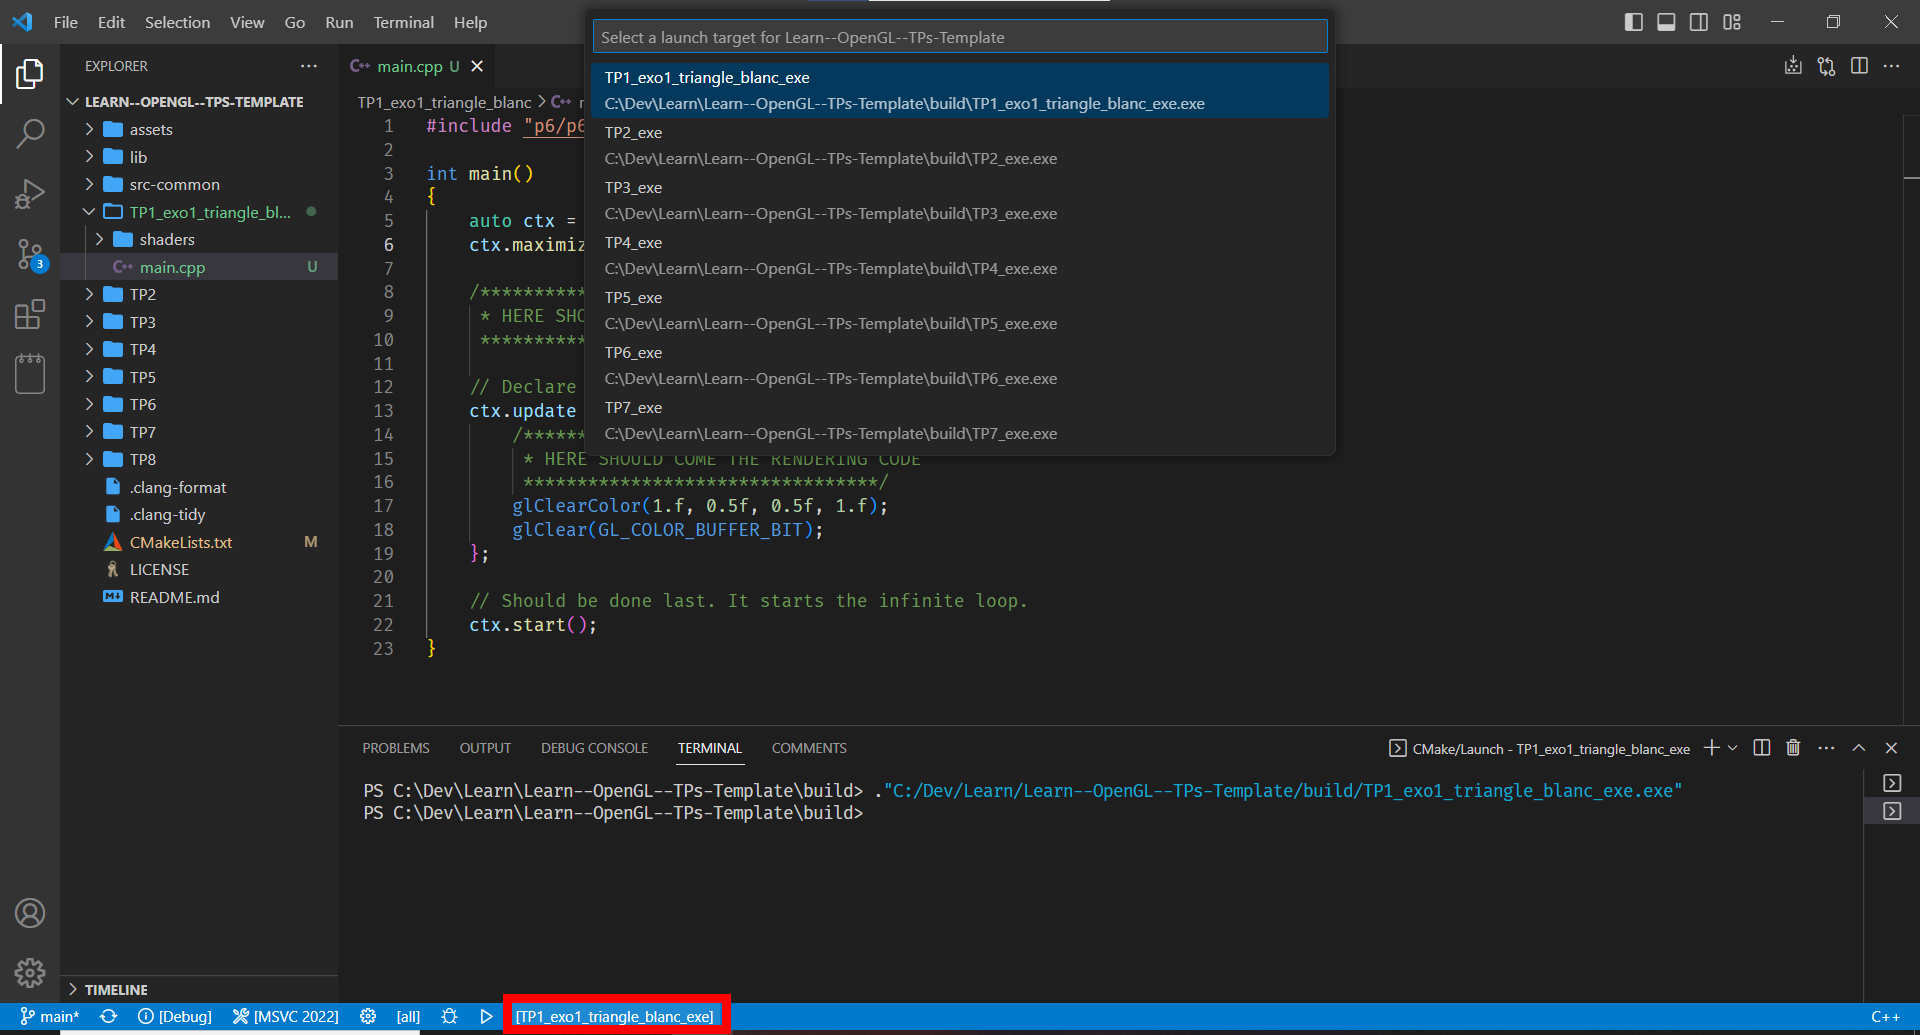 File Edit Selection View Go Run Terminal Help
Select a launch target for Learn--OpenGL--TPs-Template
TP1_exo1_triangle_blanc_exe
C:\Dev\Learn\Learn--OpenGL--TPs-Template\build\TP1_exo1_triangle_blanc_exe.exe
TP2_exe
C:\Dev\Learn\Learn--OpenGL--TPs-Template\build\TP2_exe.exe
TP3_exe
C:\Dev\Learn\Learn--OpenGL--TPs-Template\build\TP3_exe.exe
TP4_exe
C:\Dev\Learn\Learn--OpenGL--TPs-Template\build\TP4_exe.exe
TP5_exe
C:\Dev\Learn\Learn--OpenGL--TPs-Template\build\TP5_exe.exe
TP6_exe
C:\Dev\Learn\Learn--OpenGL--TPs-Template\build\TP6_exe.exe
TP7_exe
C:\Dev\Learn\Learn--OpenGL--TPs-Template\build\TP7_exe.exe
EXPLORER ...
LEARN--OPENGL--TPS-TEMPLATE
assets
lib
src-common
TP1_exo1_triangle_bl...
shaders
C++ main.cpp U
TP2
TP3
TP4
TP5
TP6
TP7
TP8
.clang-format
.clang-tidy
CMakeLists.txt M
LICENSE
README.md
TIMELINE
3
C++ main.cpp U
TP1_exo1_triangle_blanc > C++
1 #include "p6/p6
2
3 int main()
4 {
5 auto ctx =
6 ctx.maximiz
7
8 /**********
9 * HERE SHO
10 **********
11
12 // Declare
13 ctx.update
14 /******
15 * HERE SHOULD COME THE RENDERING CODE
16 *********************************/
17 glClearColor(1.f, 0.5f, 0.5f, 1.f);
18 glClear(GL_COLOR_BUFFER_BIT);
19 };
20
21 // Should be done last. It starts the infinite loop.
22 ctx.start();
23 }
PROBLEMS OUTPUT DEBUG CONSOLE TERMINAL COMMENTS
CMake/Launch - TP1_exo1_triangle_blanc_exe
PS C:\Dev\Learn\Learn--OpenGL--TPs-Template\build> ."C:/Dev/Learn/Learn--OpenGL--TPs-Template/build/TP1_exo1_triangle_blanc_exe.exe"
PS C:\Dev\Learn\Learn--OpenGL--TPs-Template\build>
main* [Debug] [MSVC 2022] [all] [TP1_exo1_triangle_blanc_exe] C++